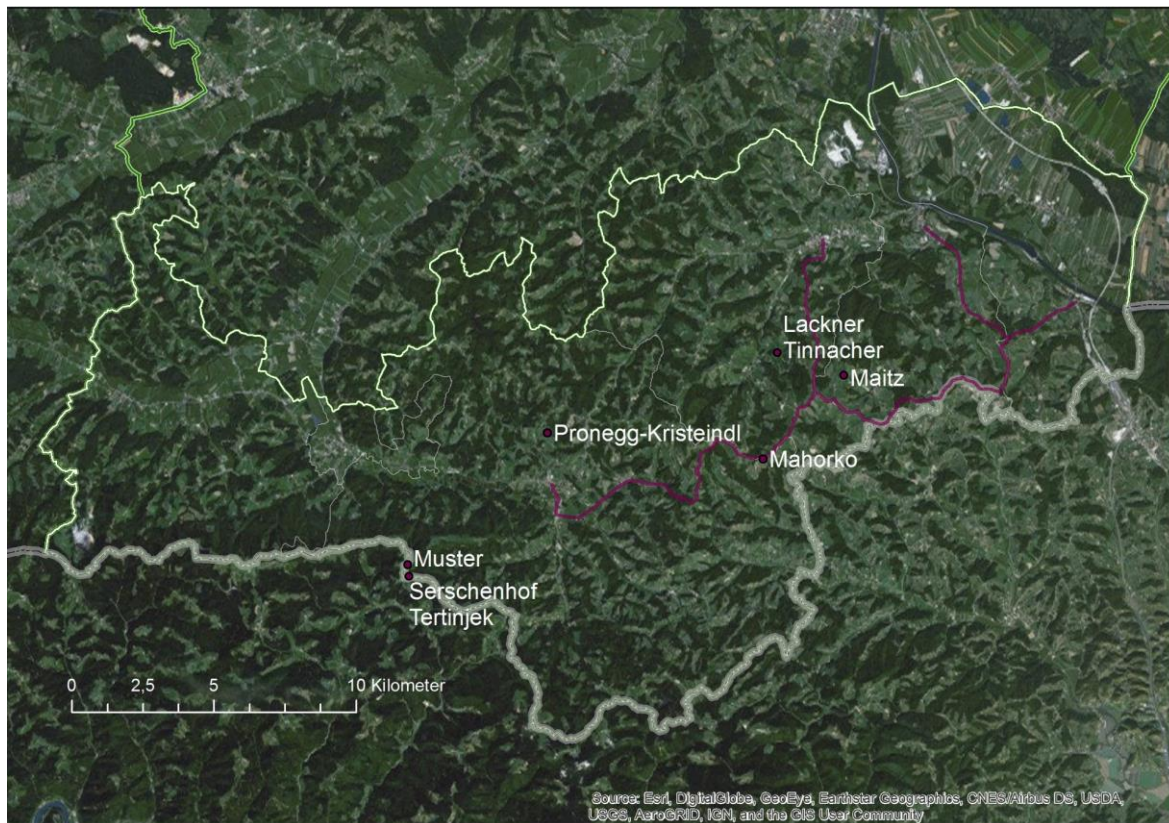 Lackner
Tinnacher
Maitz
Pronegg-Kristeindl
Mahorko
Muster
Serschenhof
Tertinjek
0 2,5 5 10 Kilometer
Source: Esri, DigitalGlobe, GeoEye, Earthstar Geographics, CNES/Airbus DS, USDA,
USGS, AeroGRID, IGN, and the GIS User Community